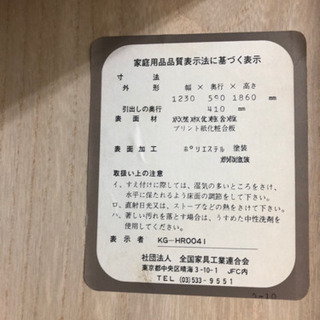 家庭用品品質表示法に基づく表示
寸法
外形 幅×奥行×高さ
1230 590 1860 mm
引出しの奥行 410 mm
表面材
プリント紙化粧合板
表面加工 ポリエステル 塗装
取扱い上の注意
イ、すえ付けに際しては、湿気の多いところをさけ、
水平に保たれるよう床面の調節をして下さい。
ロ、直射日光又は、ストーブなどの熱をさけて下さい。
ハ、著しい汚れを落とす場合は、うすめた中性洗剤を
使用してください。
表示者 KG-HR0041
社団法人 全国家具工業連合会
東京都中央区晴海3-10-1 JFC内
TEL (03)533-9551